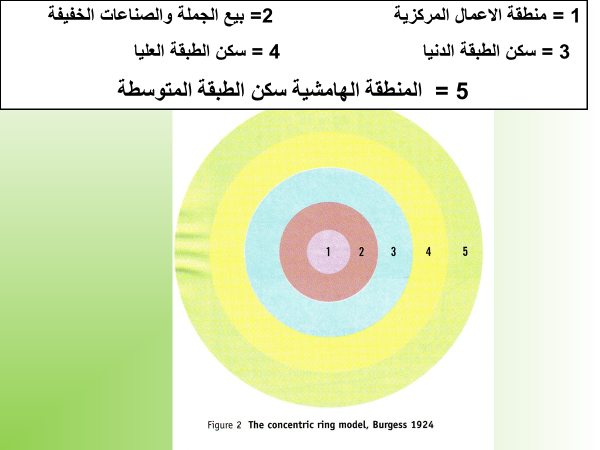 1 = منطقة الاعمال المركزية 2= بيع الجملة والصناعات الخفيفة
3 = سكن الطبقة الدنيا 4 = سكن الطبقة العليا
5 = المنطقة الهامشية سكن الطبقة المتوسطة
1 2 3 4 5
Figure 2 The concentric ring model, Burgess 1924